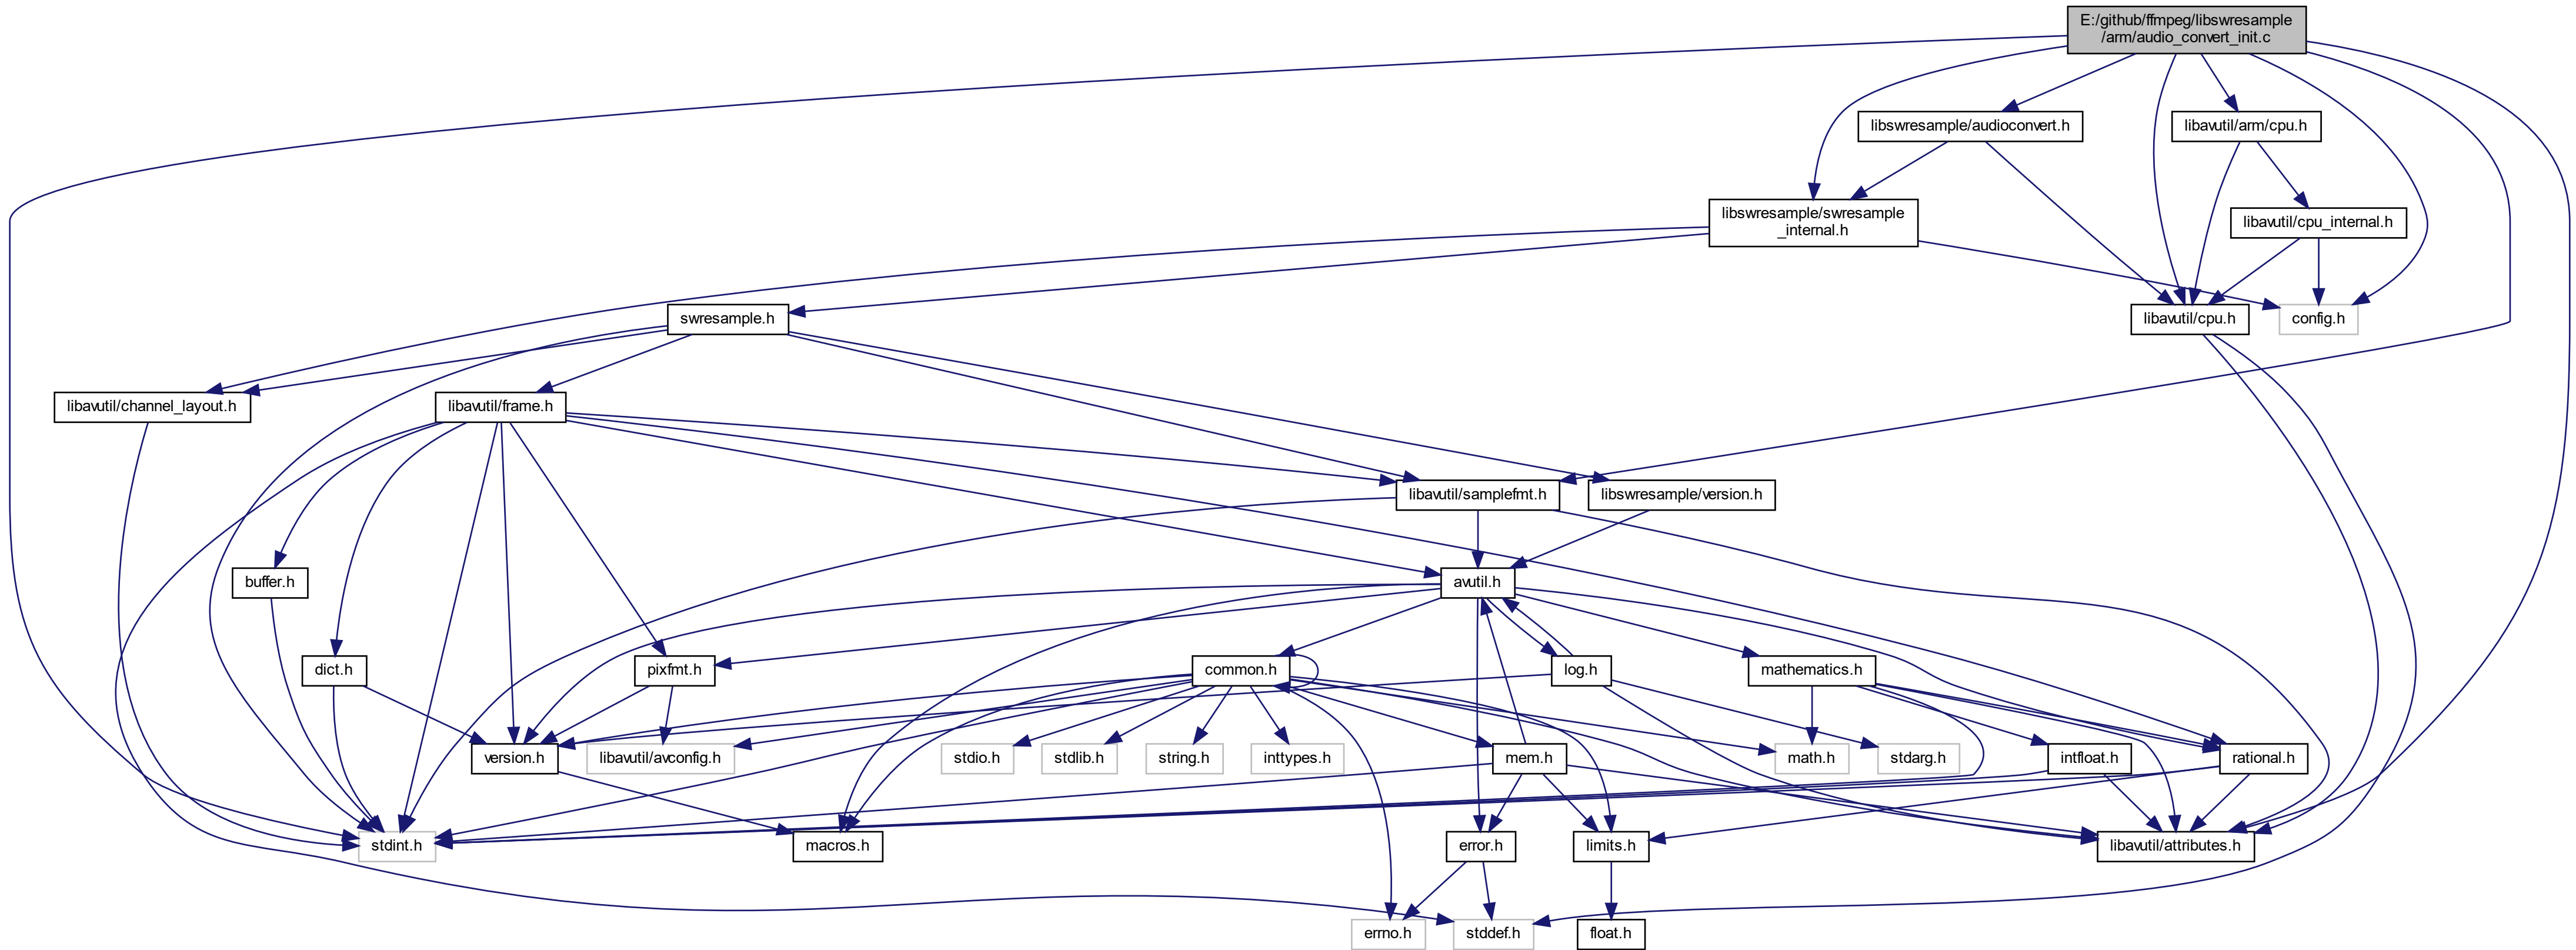 E:/github/ffmpeg/libswresample
/arm/audio_convert_init.c
libswresample/audioconvert.h
libavutil/arm/cpu.h
libswresample/swresample
_internal.h
libavutil/cpu_internal.h
swresample.h
libavutil/cpu.h
config.h
libavutil/channel_layout.h
libavutil/frame.h
libavutil/samplefmt.h
libswresample/version.h
buffer.h
avutil.h
dict.h
pixfmt.h
common.h
log.h
mathematics.h
version.h
libavutil/avconfig.h
stdio.h
stdlib.h
string.h
inttypes.h
mem.h
math.h
stdarg.h
intfloat.h
rational.h
stdint.h
macros.h
error.h
limits.h
libavutil/attributes.h
errno.h
stddef.h
float.h